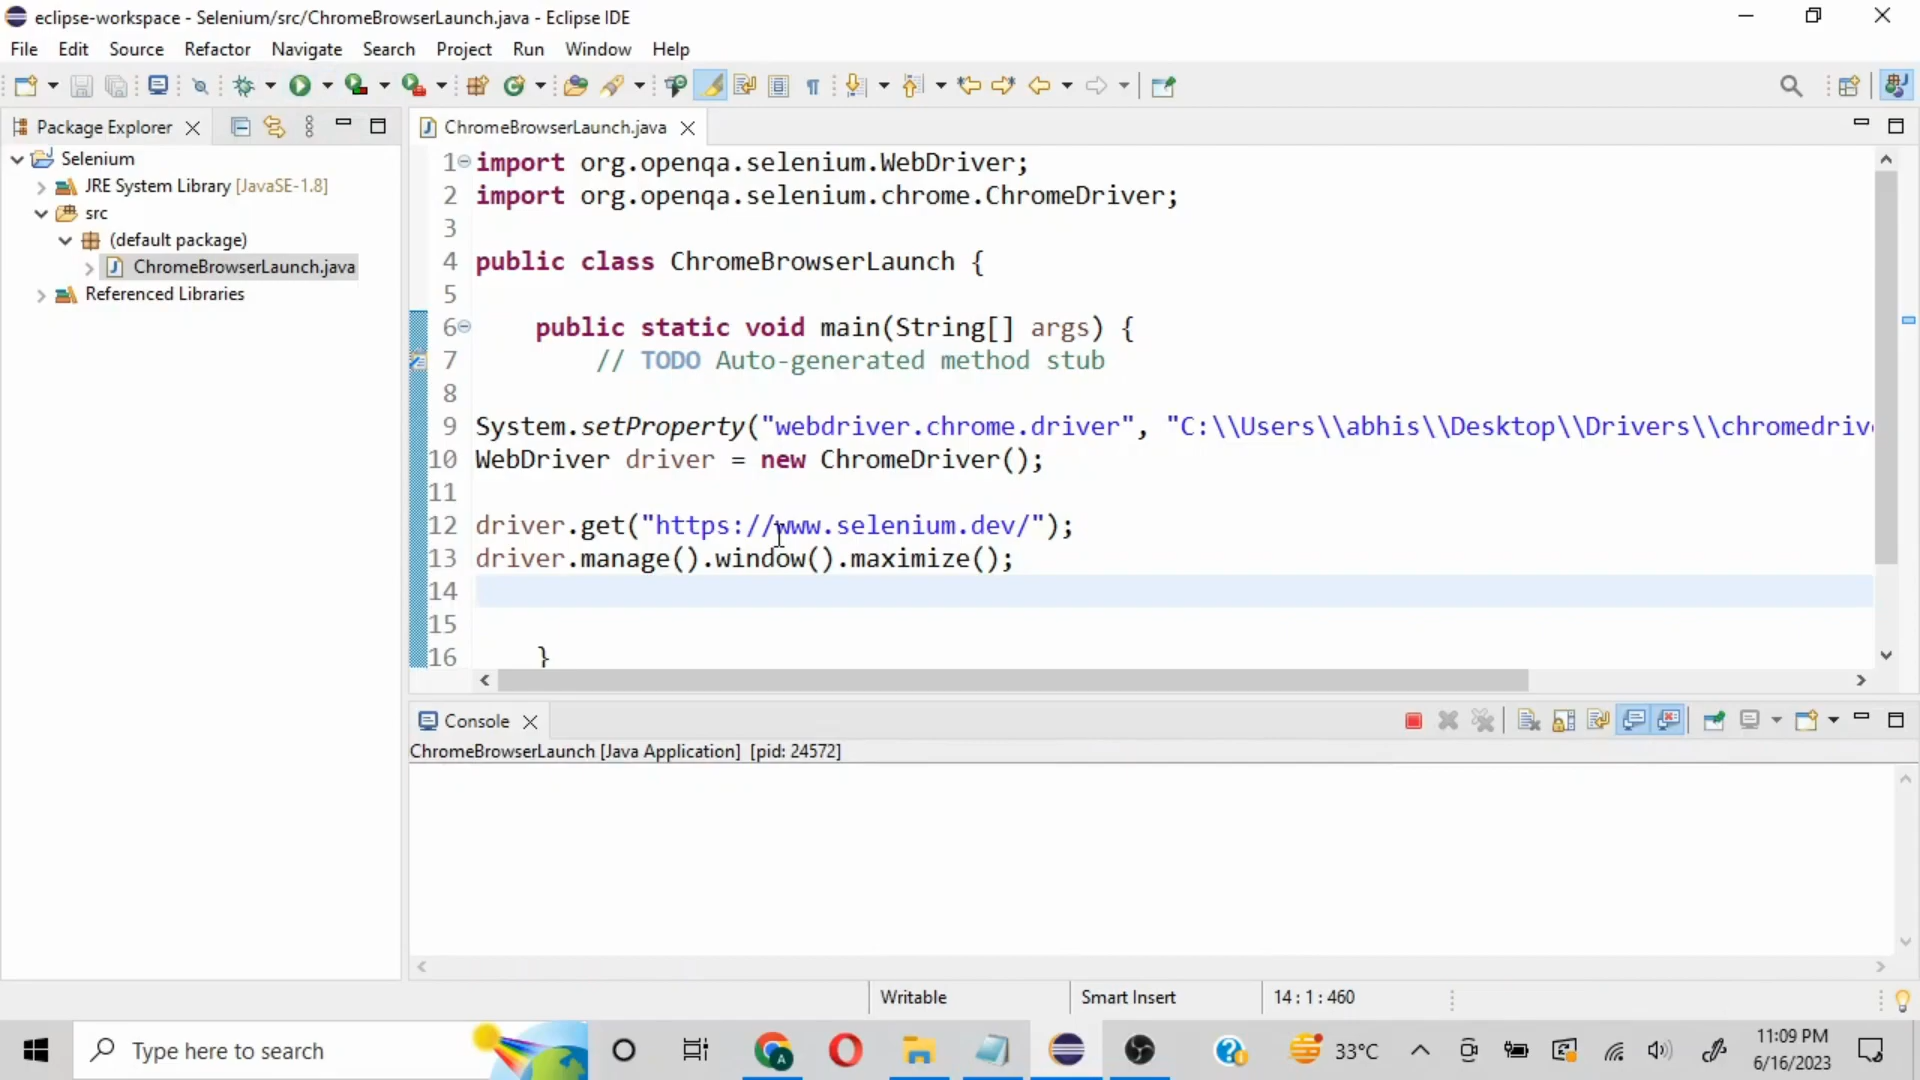 eclipse-workspace - Selenium/src/ChromeBrowserLaunch.java - Eclipse IDE
File Edit Source Refactor Navigate Search Project Run Window Help
Package Explorer
Selenium
JRE System Library [JavaSE-1.8]
src
(default package)
ChromeBrowserLaunch.java
Referenced Libraries
ChromeBrowserLaunch.java
1 import org.openqa.selenium.WebDriver;
2 import org.openqa.selenium.chrome.ChromeDriver;
3
4 public class ChromeBrowserLaunch {
5
6 public static void main(String[] args) {
7 // TODO Auto-generated method stub
8
9 System.setProperty("webdriver.chrome.driver", "C:\\Users\\abhis\\Desktop\\Drivers\\chromedriv
10 WebDriver driver = new ChromeDriver();
11
12 driver.get("https://www.selenium.dev/");
13 driver.manage().window().maximize();
14
15
16 }
Console
ChromeBrowserLaunch [Java Application] [pid: 24572]
Writable Smart Insert 14 : 1 : 460
Type here to search
33°C
11:09 PM
6/16/2023